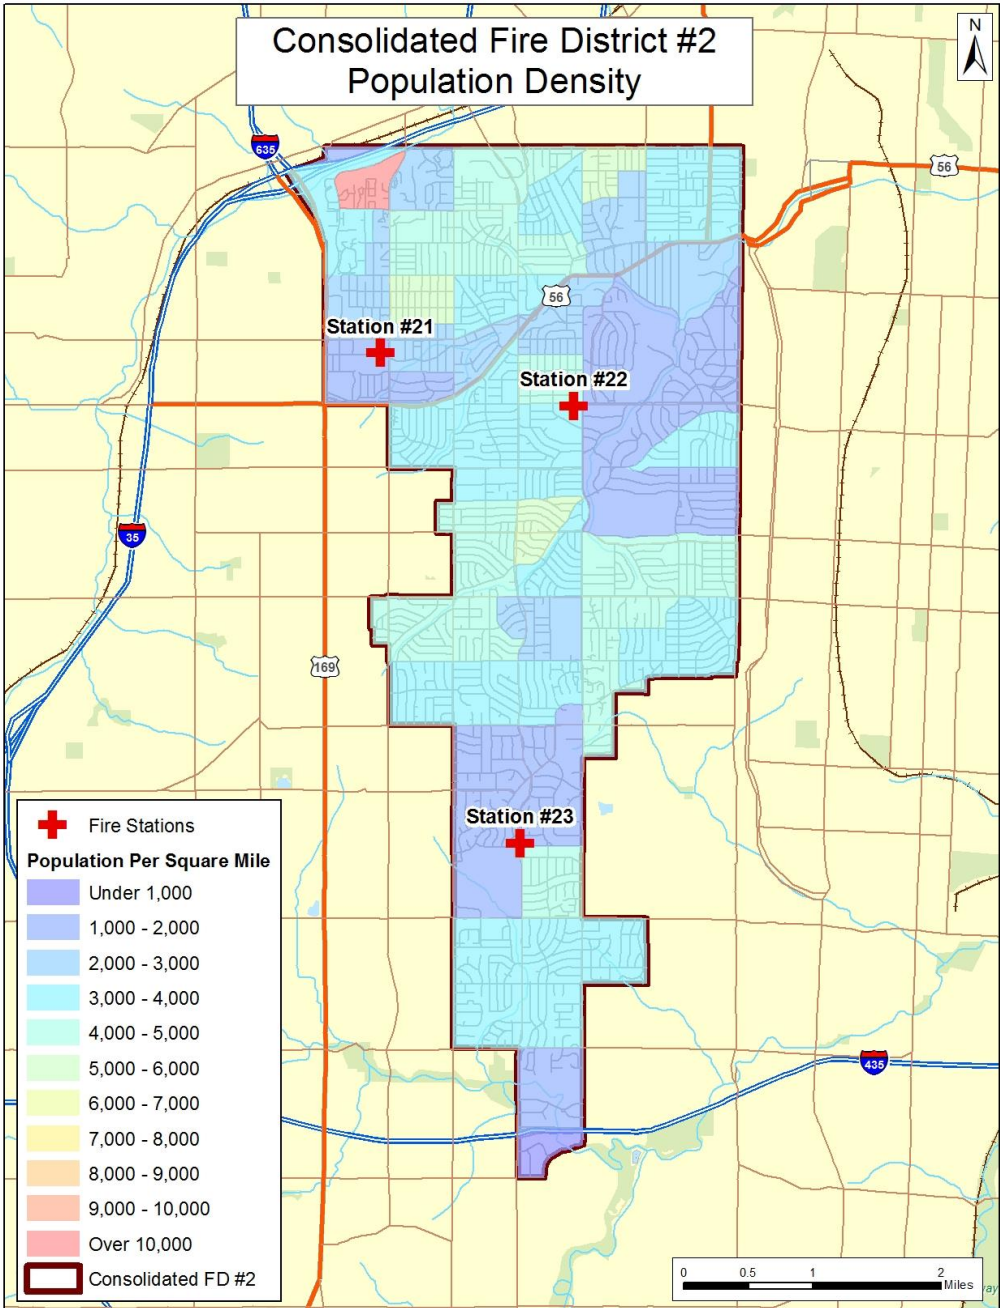 Consolidated Fire District #2
Population Density
N
635
56
56
Station #21
Station #22
35
169
Station #23
Fire Stations
Population Per Square Mile
Under 1,000
1,000 - 2,000
2,000 - 3,000
3,000 - 4,000
4,000 - 5,000
5,000 - 6,000
6,000 - 7,000
7,000 - 8,000
8,000 - 9,000
9,000 - 10,000
Over 10,000
Consolidated FD #2
435
0 0.5 1 2
Miles